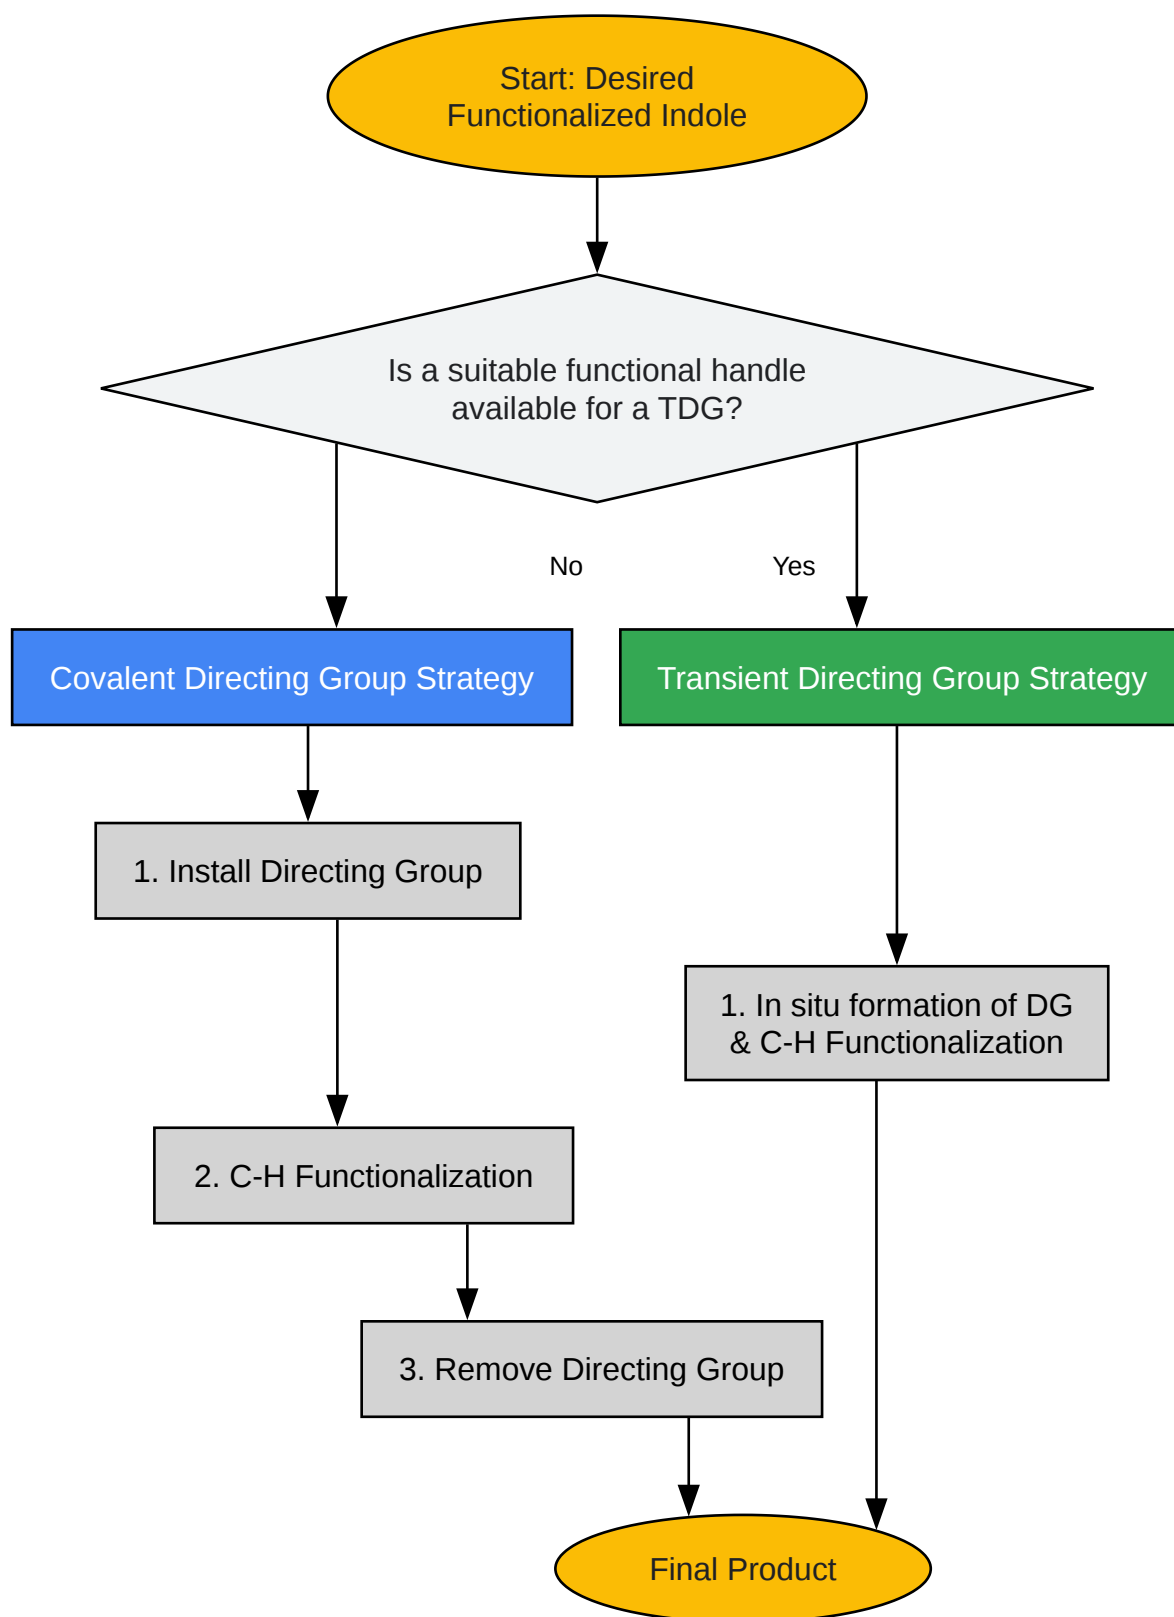 Start: Desired
Functionalized Indole
Is a suitable functional handle
available for a TDG?
No
Yes
Covalent Directing Group Strategy
Transient Directing Group Strategy
1. Install Directing Group
1. In situ formation of DG
& C-H Functionalization
2. C-H Functionalization
3. Remove Directing Group
Final Product